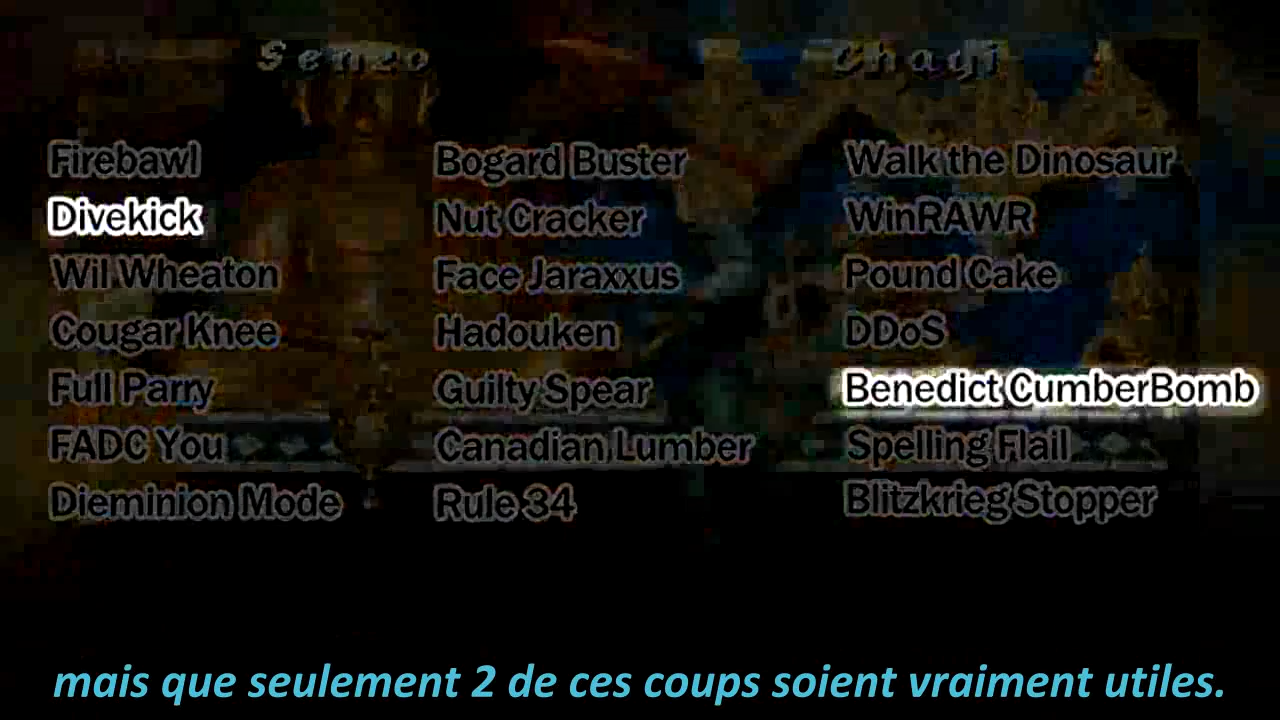 Senzo
Chagi
Firebawl
Bogard Buster
Walk the Dinosaur
Divekick
Nut Cracker
WinRAWR
Wil Wheaton
Face Jaraxxus
Pound Cake
Cougar Knee
Hadouken
DDoS
Full Parry
Guilty Spear
Benedict CumberBomb
FADC You
Canadian Lumber
Spelling Flail
Dieminion Mode
Rule 34
Blitzkrieg Stopper
mais que seulement 2 de ces coups soient vraiment utiles.